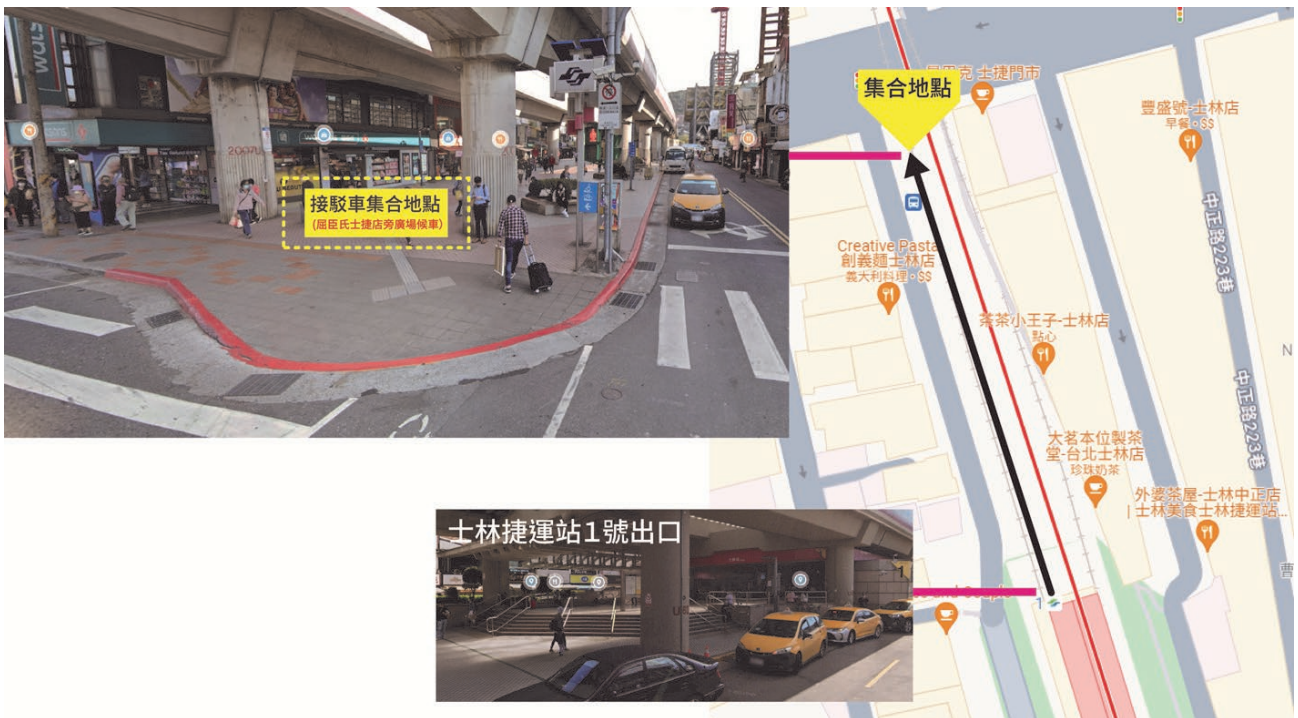 watsons
接駁車集合地點
(屈臣氏士捷店旁廣場候車)
士林捷運站1號出口
1
集合地點
克 士捷門市
豐盛號-士林店
早餐・$$
中正路223巷
Creative Pasta
創義麵士林店
義大利料理・$$
茶茶小王子-士林店
點心
中正路223巷
大茗本位製茶
堂-台北士林店
珍珠奶茶
外婆茶屋-士林中正店
| 士林美食士林捷運站...
N
曹
1